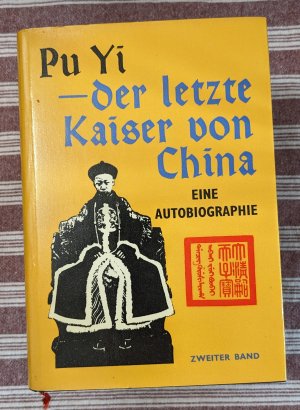 Pu Yi
—der letzte
Kaiser von
China
EINE
AUTOBIOGRAPHIE
ZWEITER BAND